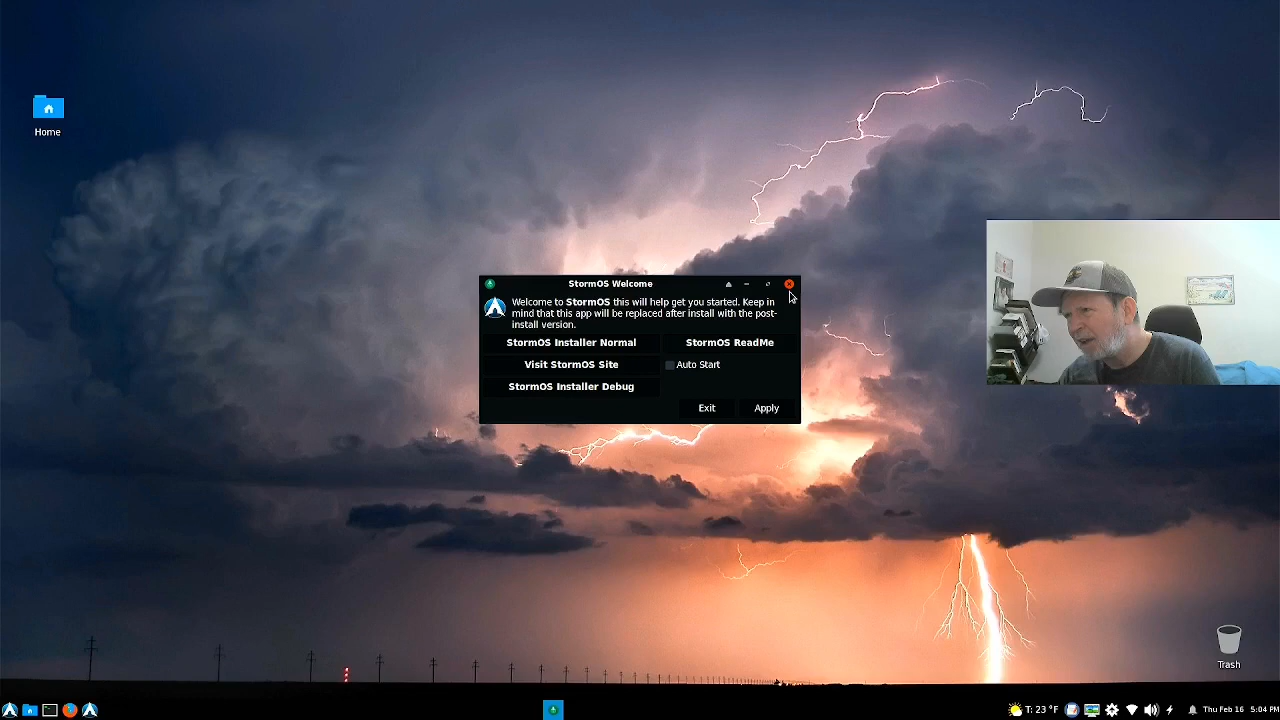 Home
StormOS Welcome
Welcome to StormOS this will help get you started. Keep in
mind that this app will be replaced after install with the post-
install version.
StormOS Installer Normal
StormOS ReadMe
Visit StormOS Site
Auto Start
StormOS Installer Debug
Exit
Apply
Trash
T: 23 °F
Thu Feb 16
5:04 PM